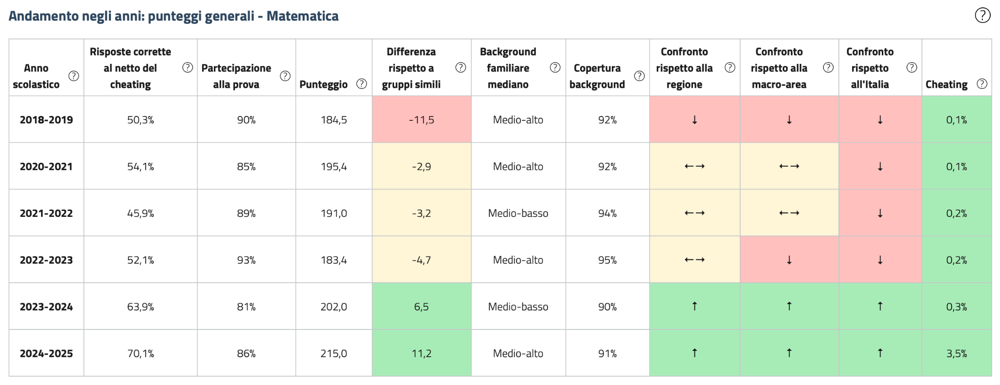 Andamento negli anni: punteggi generali - Matematica ?
Anno scolastico ? Risposte corrette al netto del cheating ? Partecipazione alla prova ? Punteggio ? Differenza rispetto a gruppi simili ? Background familiare mediano ? Copertura background ? Confronto rispetto alla regione ? Confronto rispetto alla macro-area ? Confronto rispetto all'Italia ? Cheating ?
2018-2019 50,3% 90% 184,5 -11,5 Medio-alto 92% ↓ ↓ ↓ 0,1%
2020-2021 54,1% 85% 195,4 -2,9 Medio-alto 92% ←→ ←→ ↓ 0,1%
2021-2022 45,9% 89% 191,0 -3,2 Medio-basso 94% ←→ ←→ ↓ 0,2%
2022-2023 52,1% 93% 183,4 -4,7 Medio-alto 95% ←→ ↓ ↓ 0,2%
2023-2024 63,9% 81% 202,0 6,5 Medio-basso 90% ↑ ↑ ↑ 0,3%
2024-2025 70,1% 86% 215,0 11,2 Medio-alto 91% ↑ ↑ ↑ 3,5%